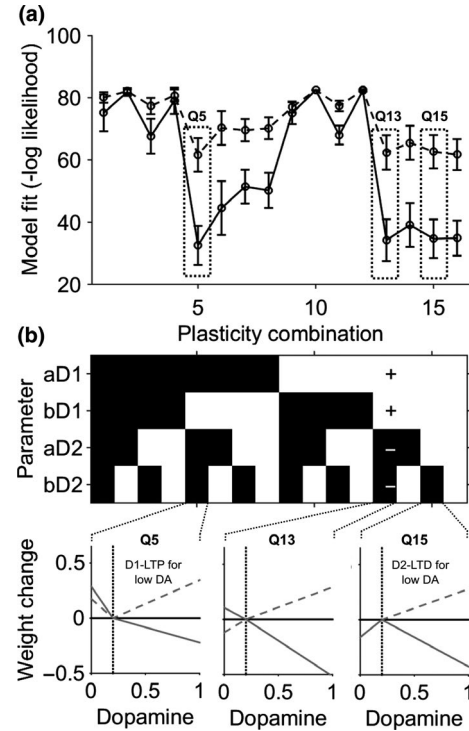 (a)
100
80
60
40
20
Model fit (-log likelihood)
Q5
Q13
Q15
5
10
15
Plasticity combination
(b)
Parameter
aD1
bD1
aD2
bD2
+
+
−
−
Q5
Q13
Q15
D1-LTP for
low DA
D2-LTD for
low DA
Weight change
0.5
0
−0.5
0 0.5 1
0 0.5 1
0 0.5 1
Dopamine
Dopamine
Dopamine